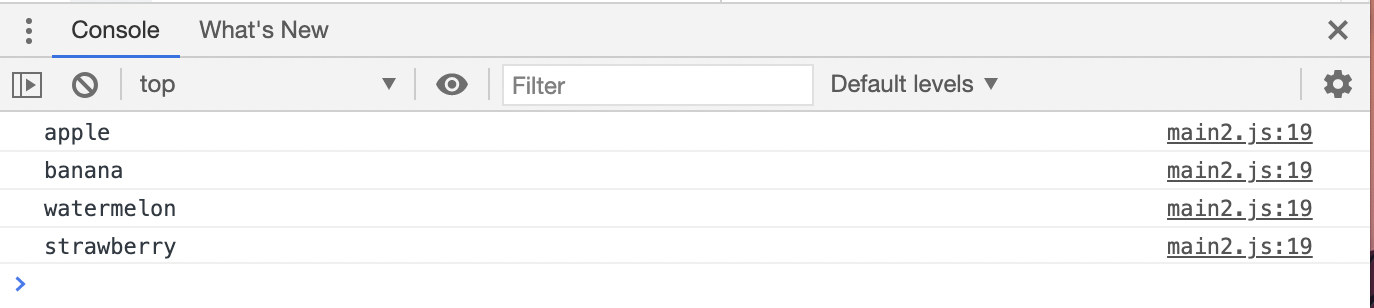 Console What's New
top Filter Default levels
apple main2.js:19
banana main2.js:19
watermelon main2.js:19
strawberry main2.js:19